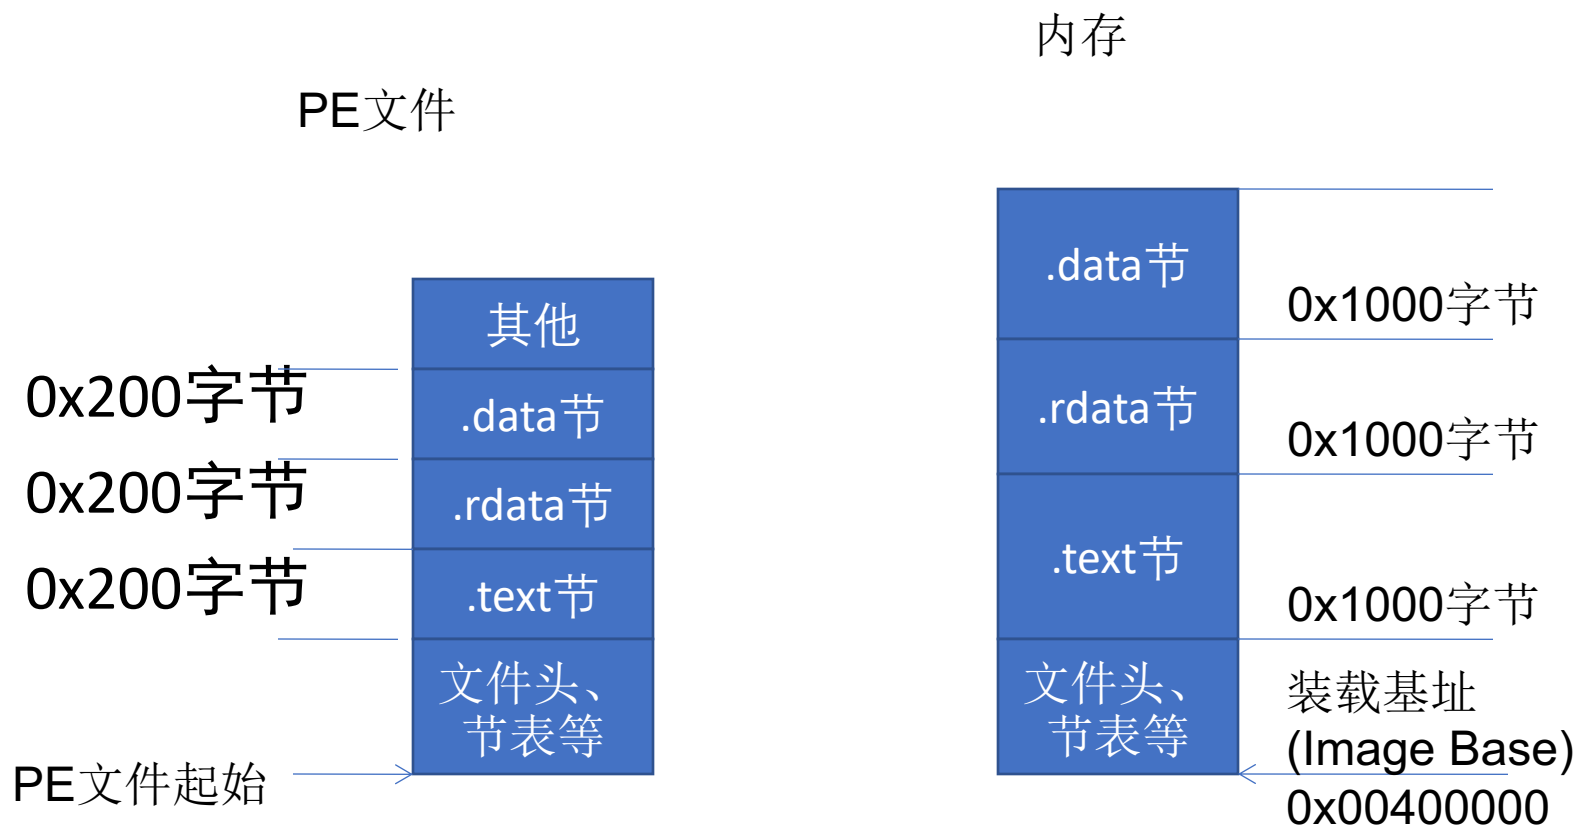 内存
PE文件
其他
.data节
.rdata节
.text节
文件头、
节表等
0x200字节
0x200字节
0x200字节
PE文件起始
.data节
.rdata节
.text节
文件头、
节表等
0x1000字节
0x1000字节
0x1000字节
装载基址
(Image Base)
0x00400000